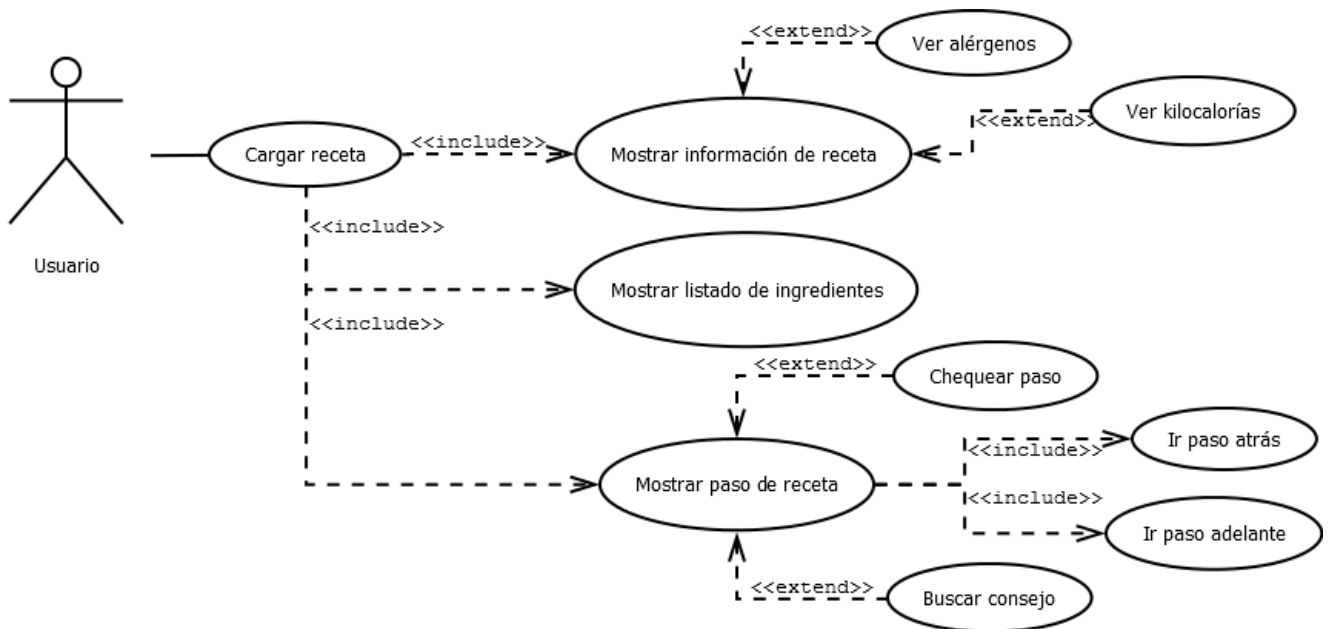 <<extend>>
Ver alérgenos
Ver kilocalorías
<<extend>>
Cargar receta
<<include>>
Mostrar información de receta
<<include>>
Usuario
Mostrar listado de ingredientes
<<include>>
<<extend>>
Chequear paso
Ir paso atrás
<<include>>
Mostrar paso de receta
<<include>>
Ir paso adelante
<<extend>>
Buscar consejo